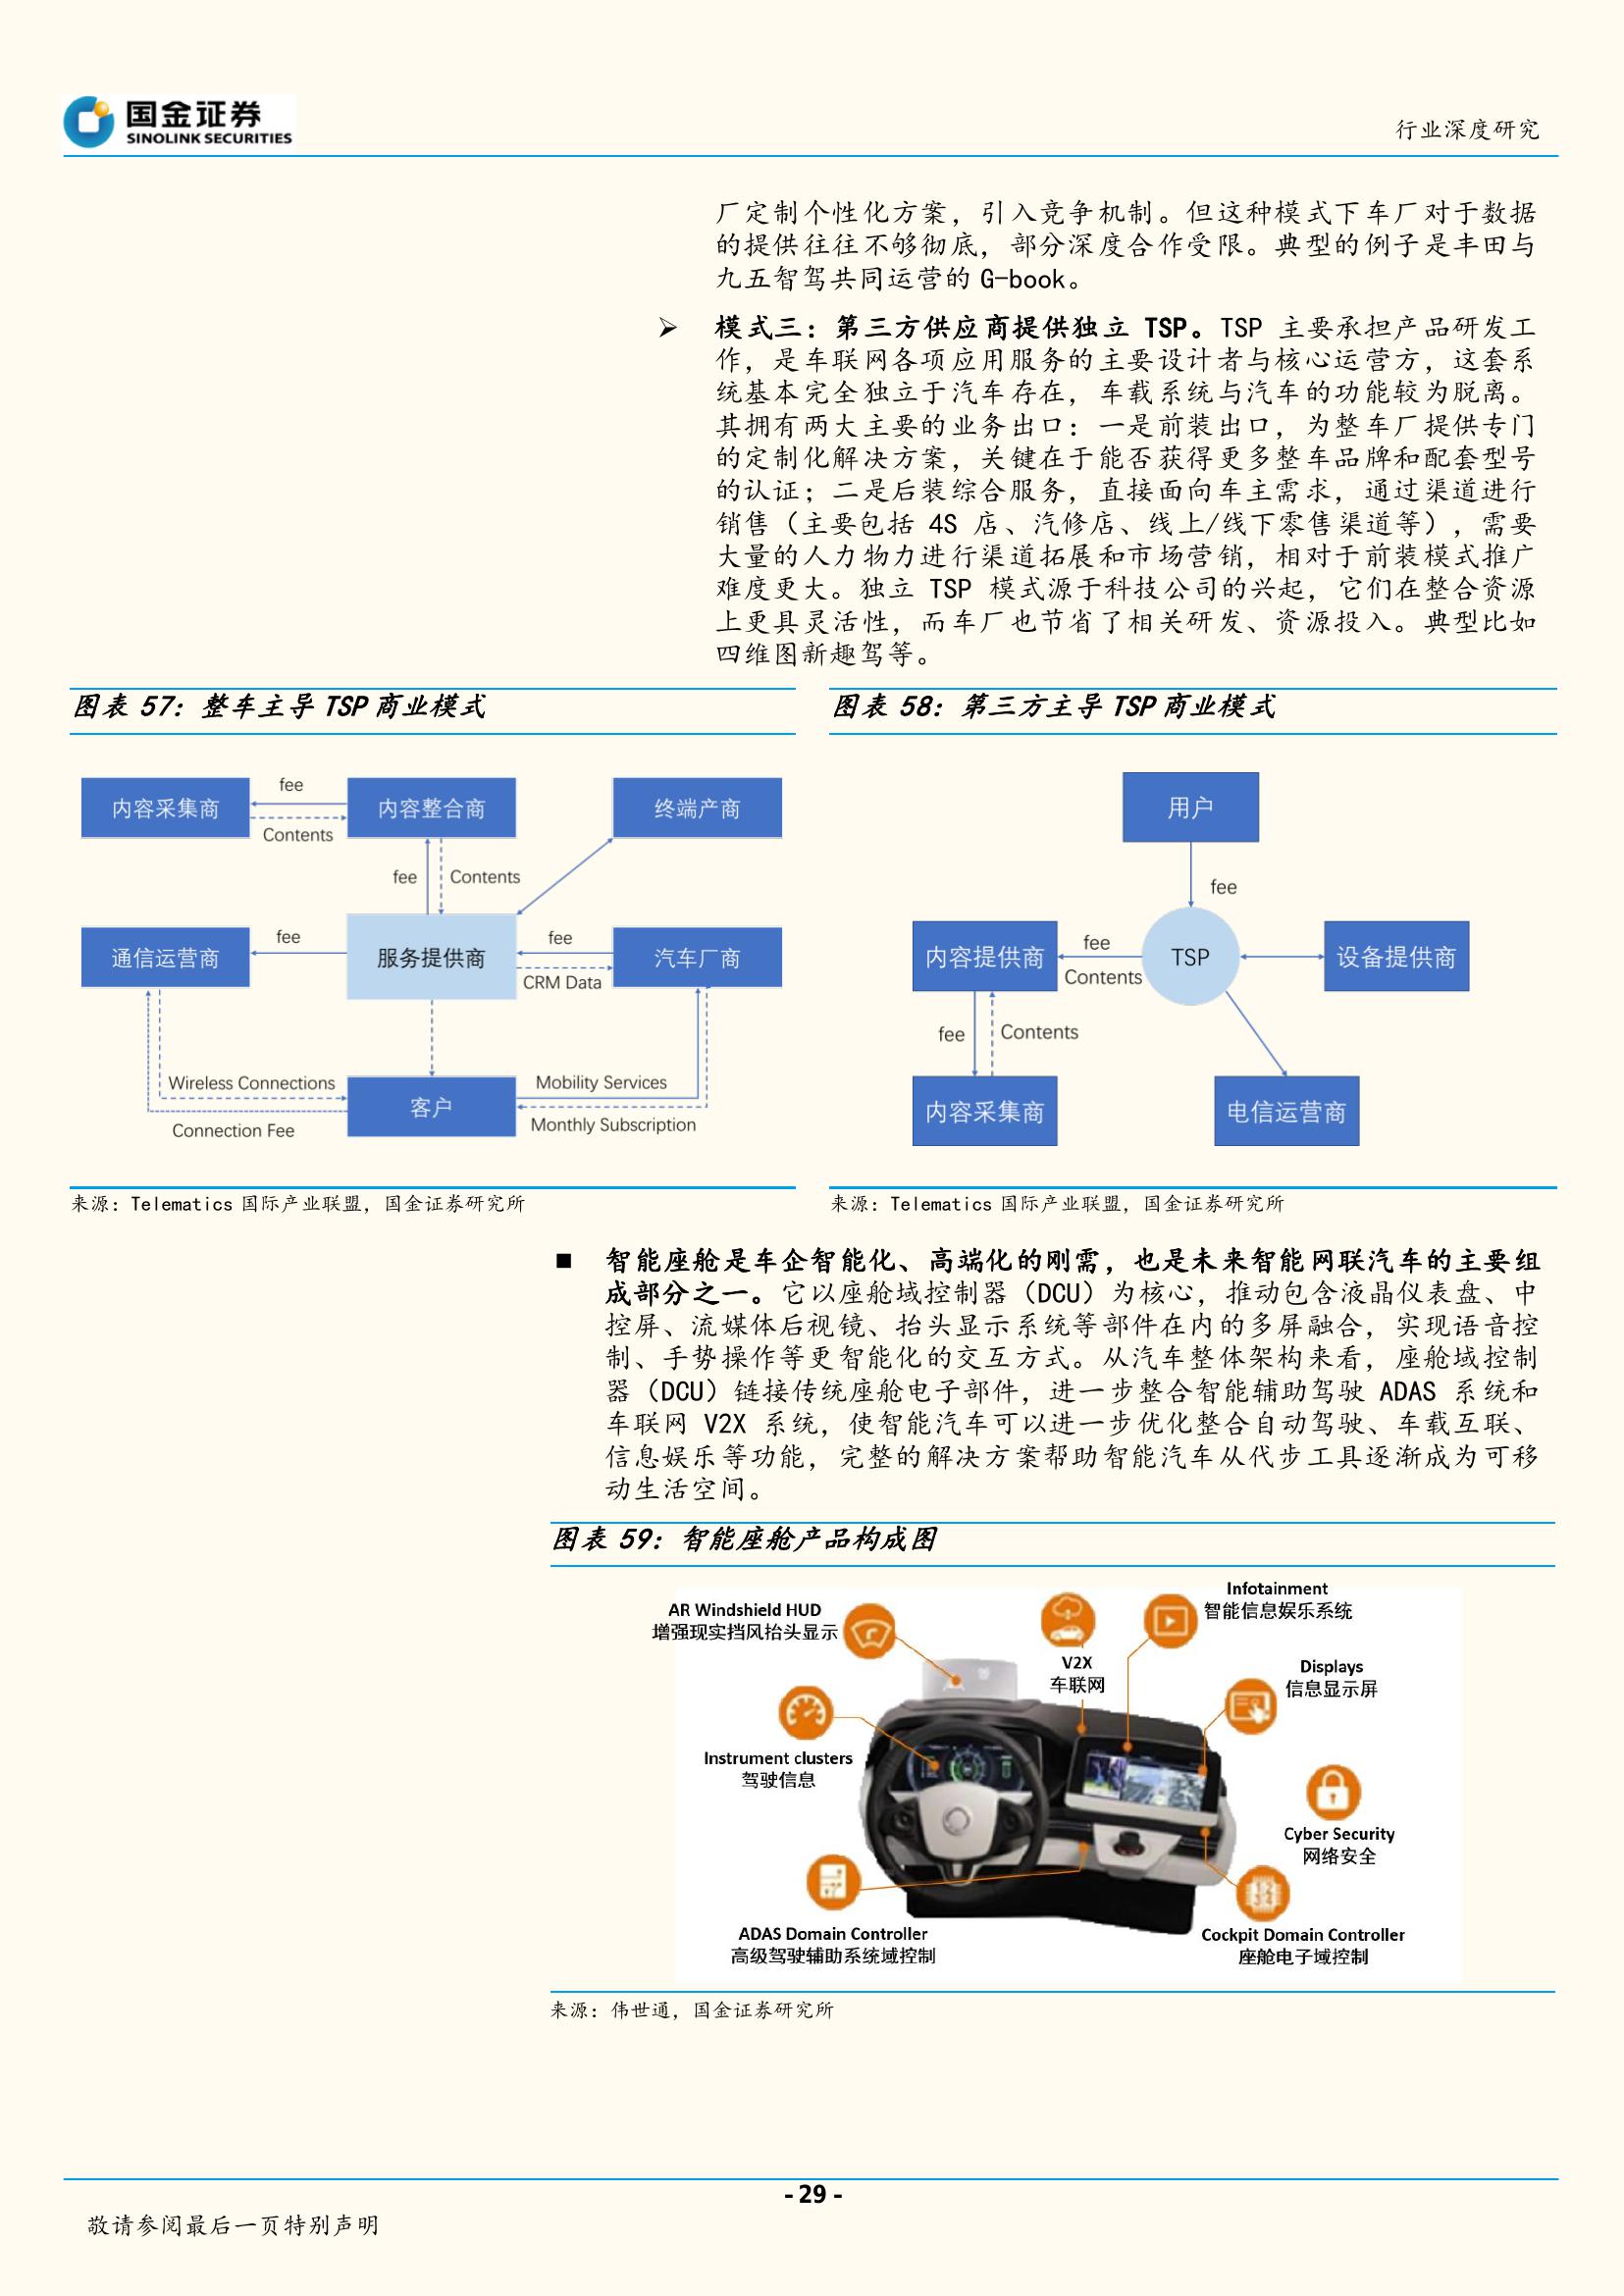 国金证券
SINOLINK SECURITIES
行业深度研究
厂定制个性化方案，引入竞争机制。但这种模式下车厂对于数据
的提供往往不够彻底，部分深度合作受限。典型的例子是丰田与
九五智驾共同运营的 G-book。
➢ 模式三：第三方供应商提供独立 TSP。TSP 主要承担产品研发工
作，是车联网各项应用服务的主要设计者与核心运营方，这套系
统基本完全独立于汽车存在，车载系统与汽车的功能较为脱离。
其拥有两大主要的业务出口：一是前装出口，为整车厂提供专门
的定制化解决方案，关键在于能否获得更多整车品牌和配套型号
的认证；二是后装综合服务，直接面向车主需求，通过渠道进行
销售（主要包括 4S 店、汽修店、线上/线下零售渠道等），需要
大量的人力物力进行渠道拓展和市场营销，相对于前装模式推广
难度更大。独立 TSP 模式源于科技公司的兴起，它们在整合资源
上更具灵活性，而车厂也节省了相关研发、资源投入。典型比如
四维图新趣驾等。
图表 57：整车主导 TSP 商业模式
内容采集商
fee
Contents
内容整合商
终端产商
fee
Contents
通信运营商
fee
服务提供商
fee
CRM Data
汽车厂商
Wireless Connections
Connection Fee
客户
Mobility Services
Monthly Subscription
来源：Telematics 国际产业联盟，国金证券研究所
图表 58：第三方主导 TSP 商业模式
用户
fee
内容提供商
fee
Contents
TSP
设备提供商
fee
Contents
内容采集商
电信运营商
来源：Telematics 国际产业联盟，国金证券研究所
■ 智能座舱是车企智能化、高端化的刚需，也是未来智能网联汽车的主要组
成部分之一。它以座舱域控制器（DCU）为核心，推动包含液晶仪表盘、中
控屏、流媒体后视镜、抬头显示系统等部件在内的多屏融合，实现语音控
制、手势操作等更智能化的交互方式。从汽车整体架构来看，座舱域控制
器（DCU）链接传统座舱电子部件，进一步整合智能辅助驾驶 ADAS 系统和
车联网 V2X 系统，使智能汽车可以进一步优化整合自动驾驶、车载互联、
信息娱乐等功能，完整的解决方案帮助智能汽车从代步工具逐渐成为可移
动生活空间。
图表 59：智能座舱产品构成图
AR Windshield HUD
增强现实挡风抬头显示
V2X
车联网
Infotainment
智能信息娱乐系统
Displays
信息显示屏
Instrument clusters
驾驶信息
Cyber Security
网络安全
ADAS Domain Controller
高级驾驶辅助系统域控制
Cockpit Domain Controller
座舱电子域控制
来源：伟世通，国金证券研究所
- 29 -
敬请参阅最后一页特别声明